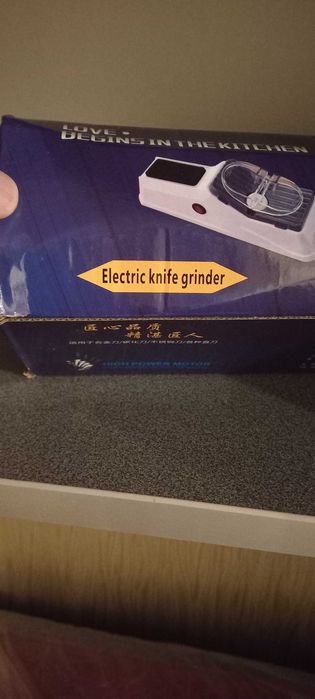 LOVE •
BEGINS IN THE KITCHEN
Electric knife grinder
匠心品质
精湛匠人
HIGH POWER MOTOR